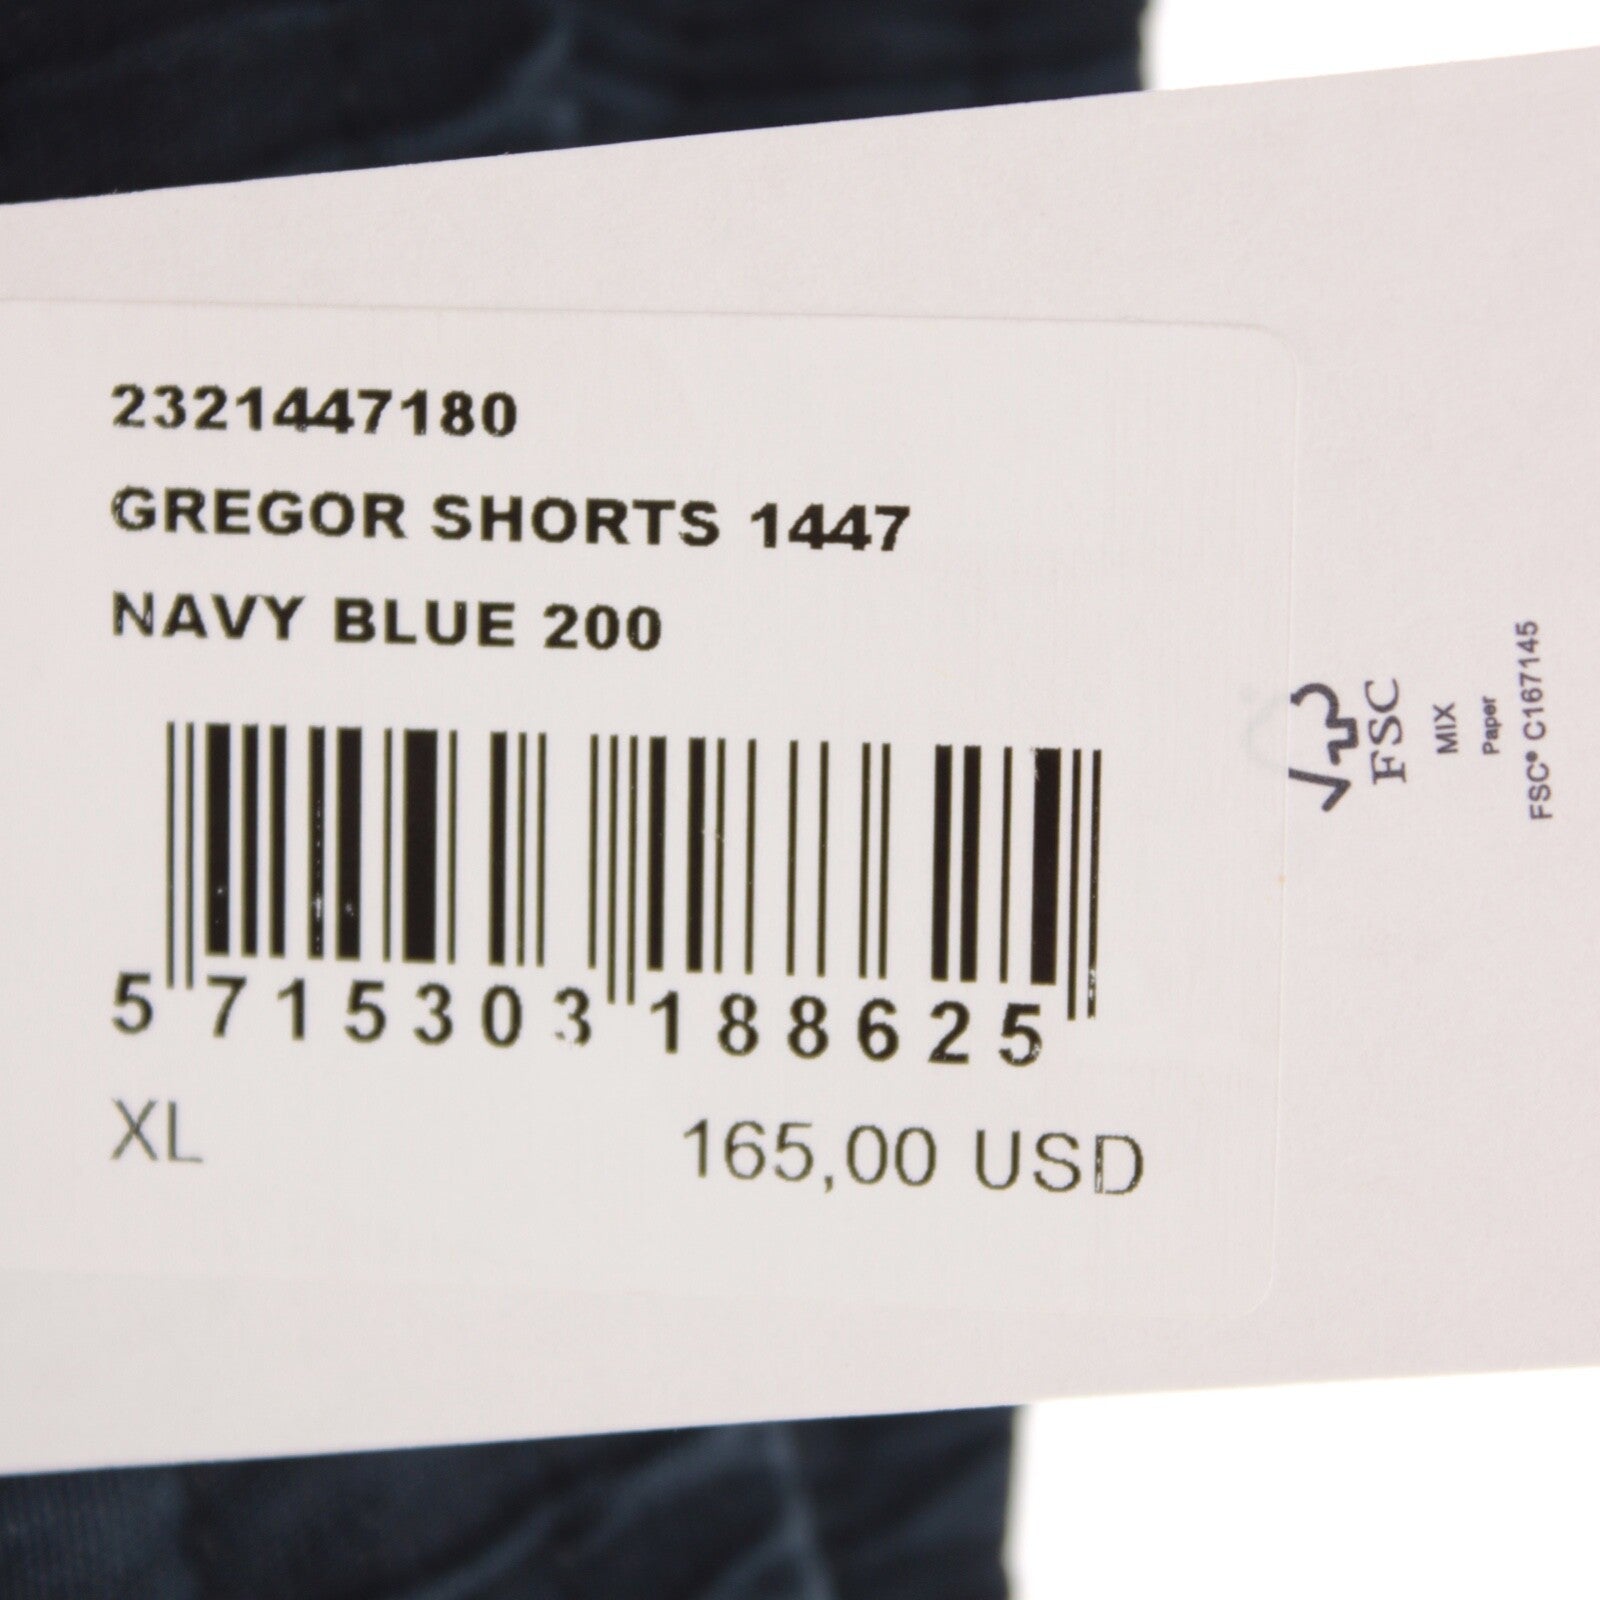 2321447180
GREGOR SHORTS 1447
NAVY BLUE 200
5 715303 188625
XL
165,00 USD
FSC
MIX
Paper
FSC® C167145